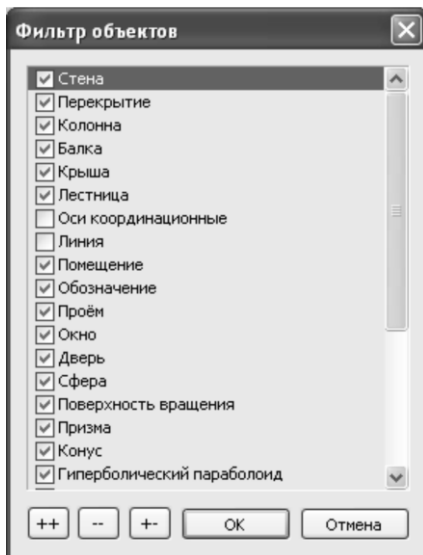 Фильтр объектов
Стена
Перекрытие
Колонна
Балка
Крыша
Лестница
Оси координационные
Линия
Помещение
Обозначение
Проём
Окно
Дверь
Сфера
Поверхность вращения
Призма
Конус
Гиперболический параболоид
++ -- +- OK Отмена